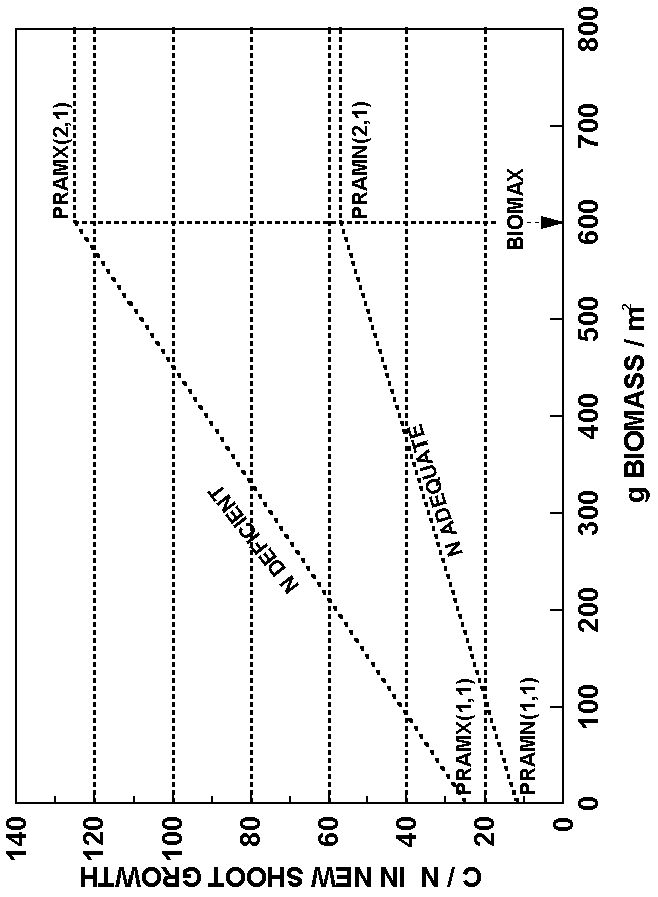 C / N IN NEW SHOOT GROWTH
140
120
100
80
60
40
20
0
PRAMX(2,1)
PRAMN(2,1)
N DEFICIENT
N ADEQUATE
PRAMX(1,1)
PRAMN(1,1)
BIOMAX
0
100
200
300
400
500
600
700
800
g BIOMASS / m²